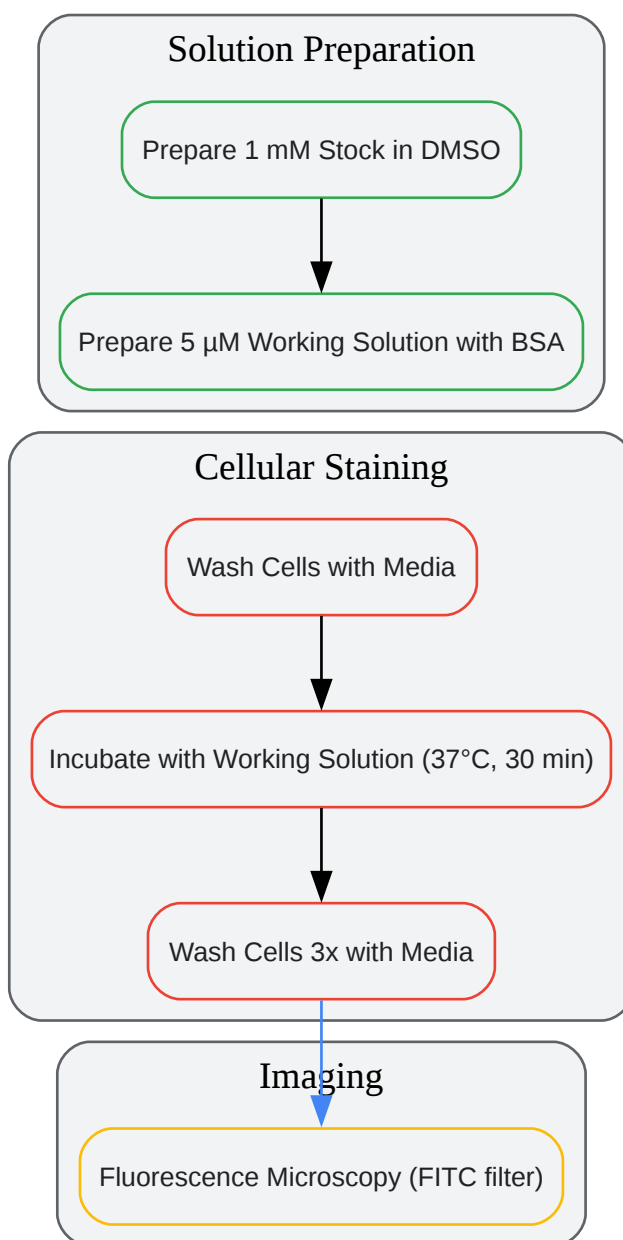 Solution Preparation
Prepare 1 mM Stock in DMSO
Prepare 5 µM Working Solution with BSA
Cellular Staining
Wash Cells with Media
Incubate with Working Solution (37°C, 30 min)
Wash Cells 3x with Media
Imaging
Fluorescence Microscopy (FITC filter)